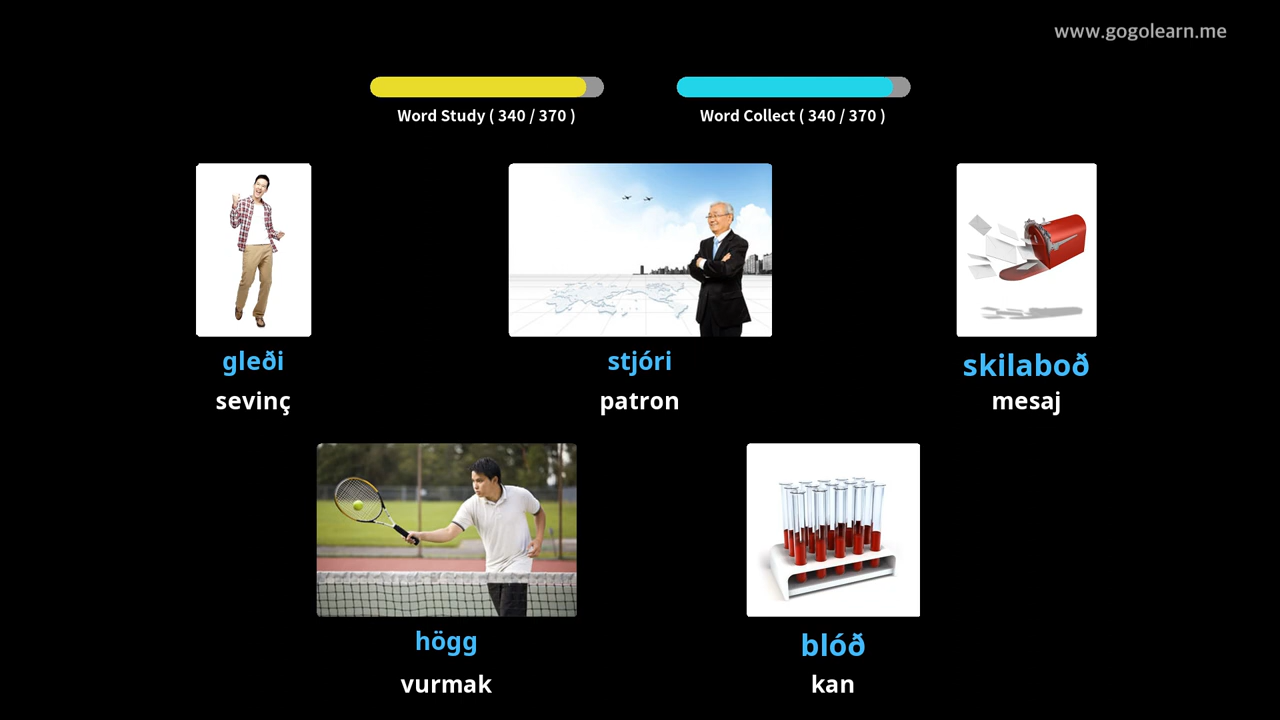 www.gogolearn.me
Word Study ( 340 / 370 )
Word Collect ( 340 / 370 )
gleði
stjóri
skilaboð
sevinç
patron
mesaj
högg
blóð
vurmak
kan